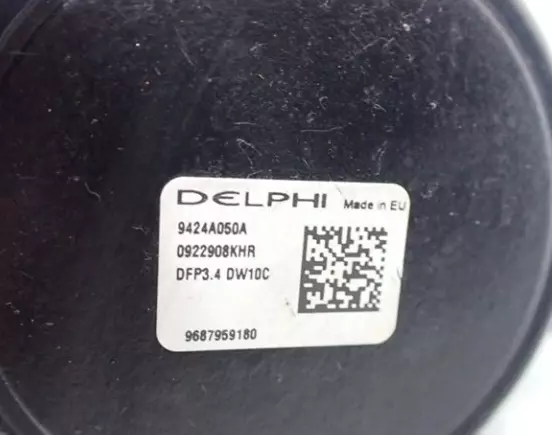 DELPHI Made in EU
9424A050A
0922908KHR
DFP3.4 DW10C
9687959180